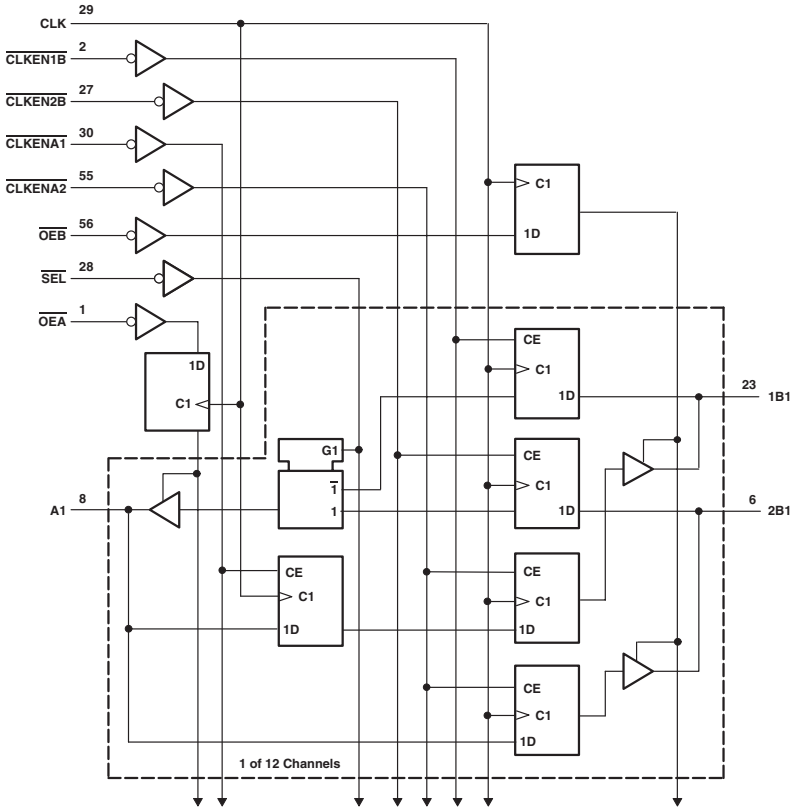 CLK 29
CLKEN1B 2
CLKEN2B 27
CLKENA1 30
CLKENA2 55
OEB 56
SEL 28
OEA 1
C1
1D
1D
C1
CE
C1
1D
23 1B1
G1
1
1
CE
C1
1D
6 2B1
A1 8
CE
C1
1D
CE
C1
1D
CE
C1
1D
1 of 12 Channels